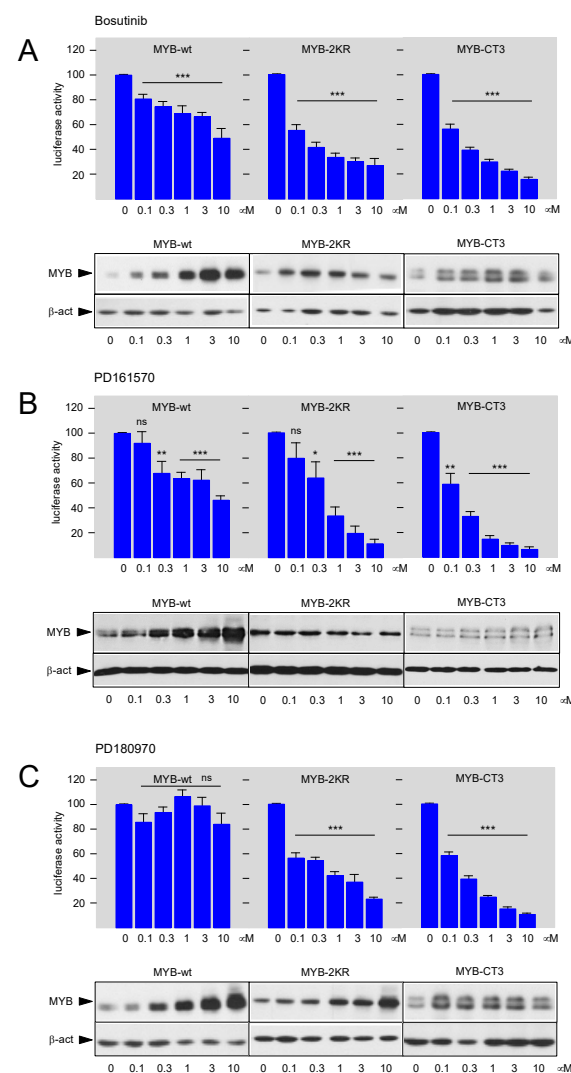 Bosutinib
A
MYB-wt MYB-2KR MYB-CT3
luciferase activity
120
100
80
60
40
20
*** *** ***
0 0.1 0.3 1 3 10 ∝M 0 0.1 0.3 1 3 10 ∝M 0 0.1 0.3 1 3 10 ∝M
MYB-wt MYB-2KR MYB-CT3
MYB
β-act
0 0.1 0.3 1 3 10 0 0.1 0.3 1 3 10 0 0.1 0.3 1 3 10 ∝M
PD161570
B
MYB-wt MYB-2KR MYB-CT3
luciferase activity
120
100
80
60
40
20
ns ** *** ns * *** ** ***
0 0.1 0.3 1 3 10 ∝M 0 0.1 0.3 1 3 10 ∝M 0 0.1 0.3 1 3 10 ∝M
MYB-wt MYB-2KR MYB-CT3
MYB
β-act
0 0.1 0.3 1 3 10 0 0.1 0.3 1 3 10 0 0.1 0.3 1 3 10 ∝M
PD180970
C
MYB-wt ns MYB-2KR MYB-CT3
luciferase activity
120
100
80
60
40
20
*** ***
0 0.1 0.3 1 3 10 ∝M 0 0.1 0.3 1 3 10 ∝M 0 0.1 0.3 1 3 10 ∝M
MYB-wt MYB-2KR MYB-CT3
MYB
β-act
0 0.1 0.3 1 3 10 0 0.1 0.3 1 3 10 0 0.1 0.3 1 3 10 ∝M